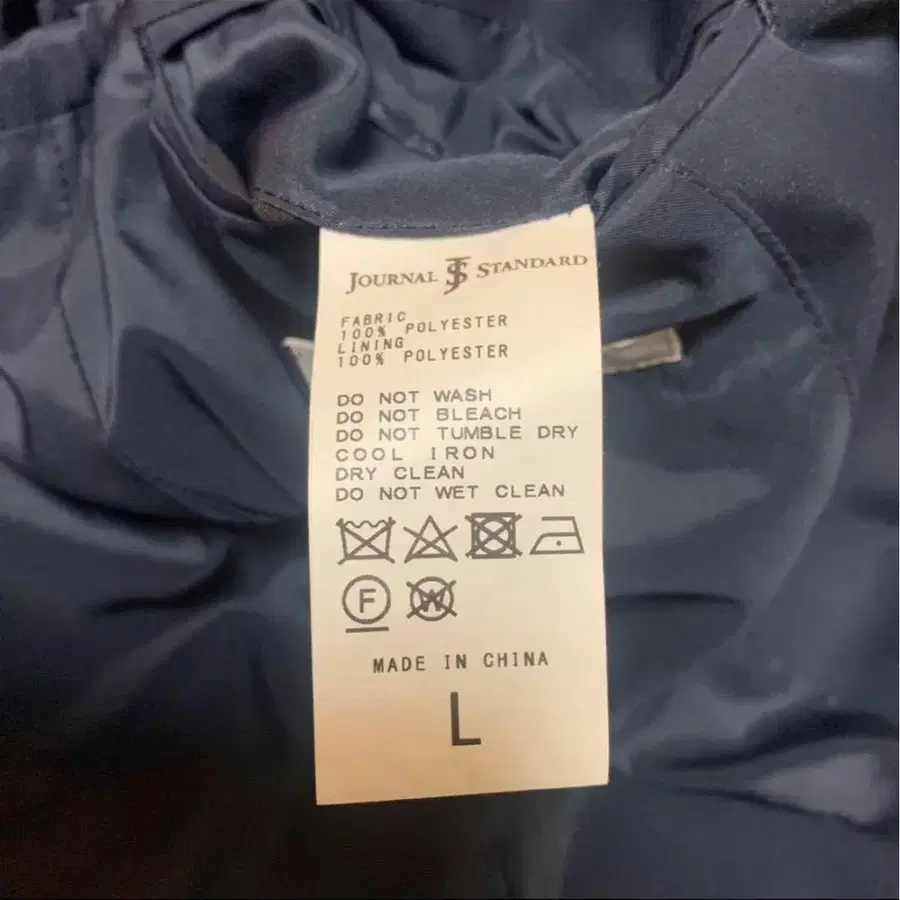 JOURNAL JS STANDARD
FABRIC
100% POLYESTER
LINING
100% POLYESTER
DO NOT WASH
DO NOT BLEACH
DO NOT TUMBLE DRY
COOL IRON
DRY CLEAN
DO NOT WET CLEAN
F W
MADE IN CHINA
L